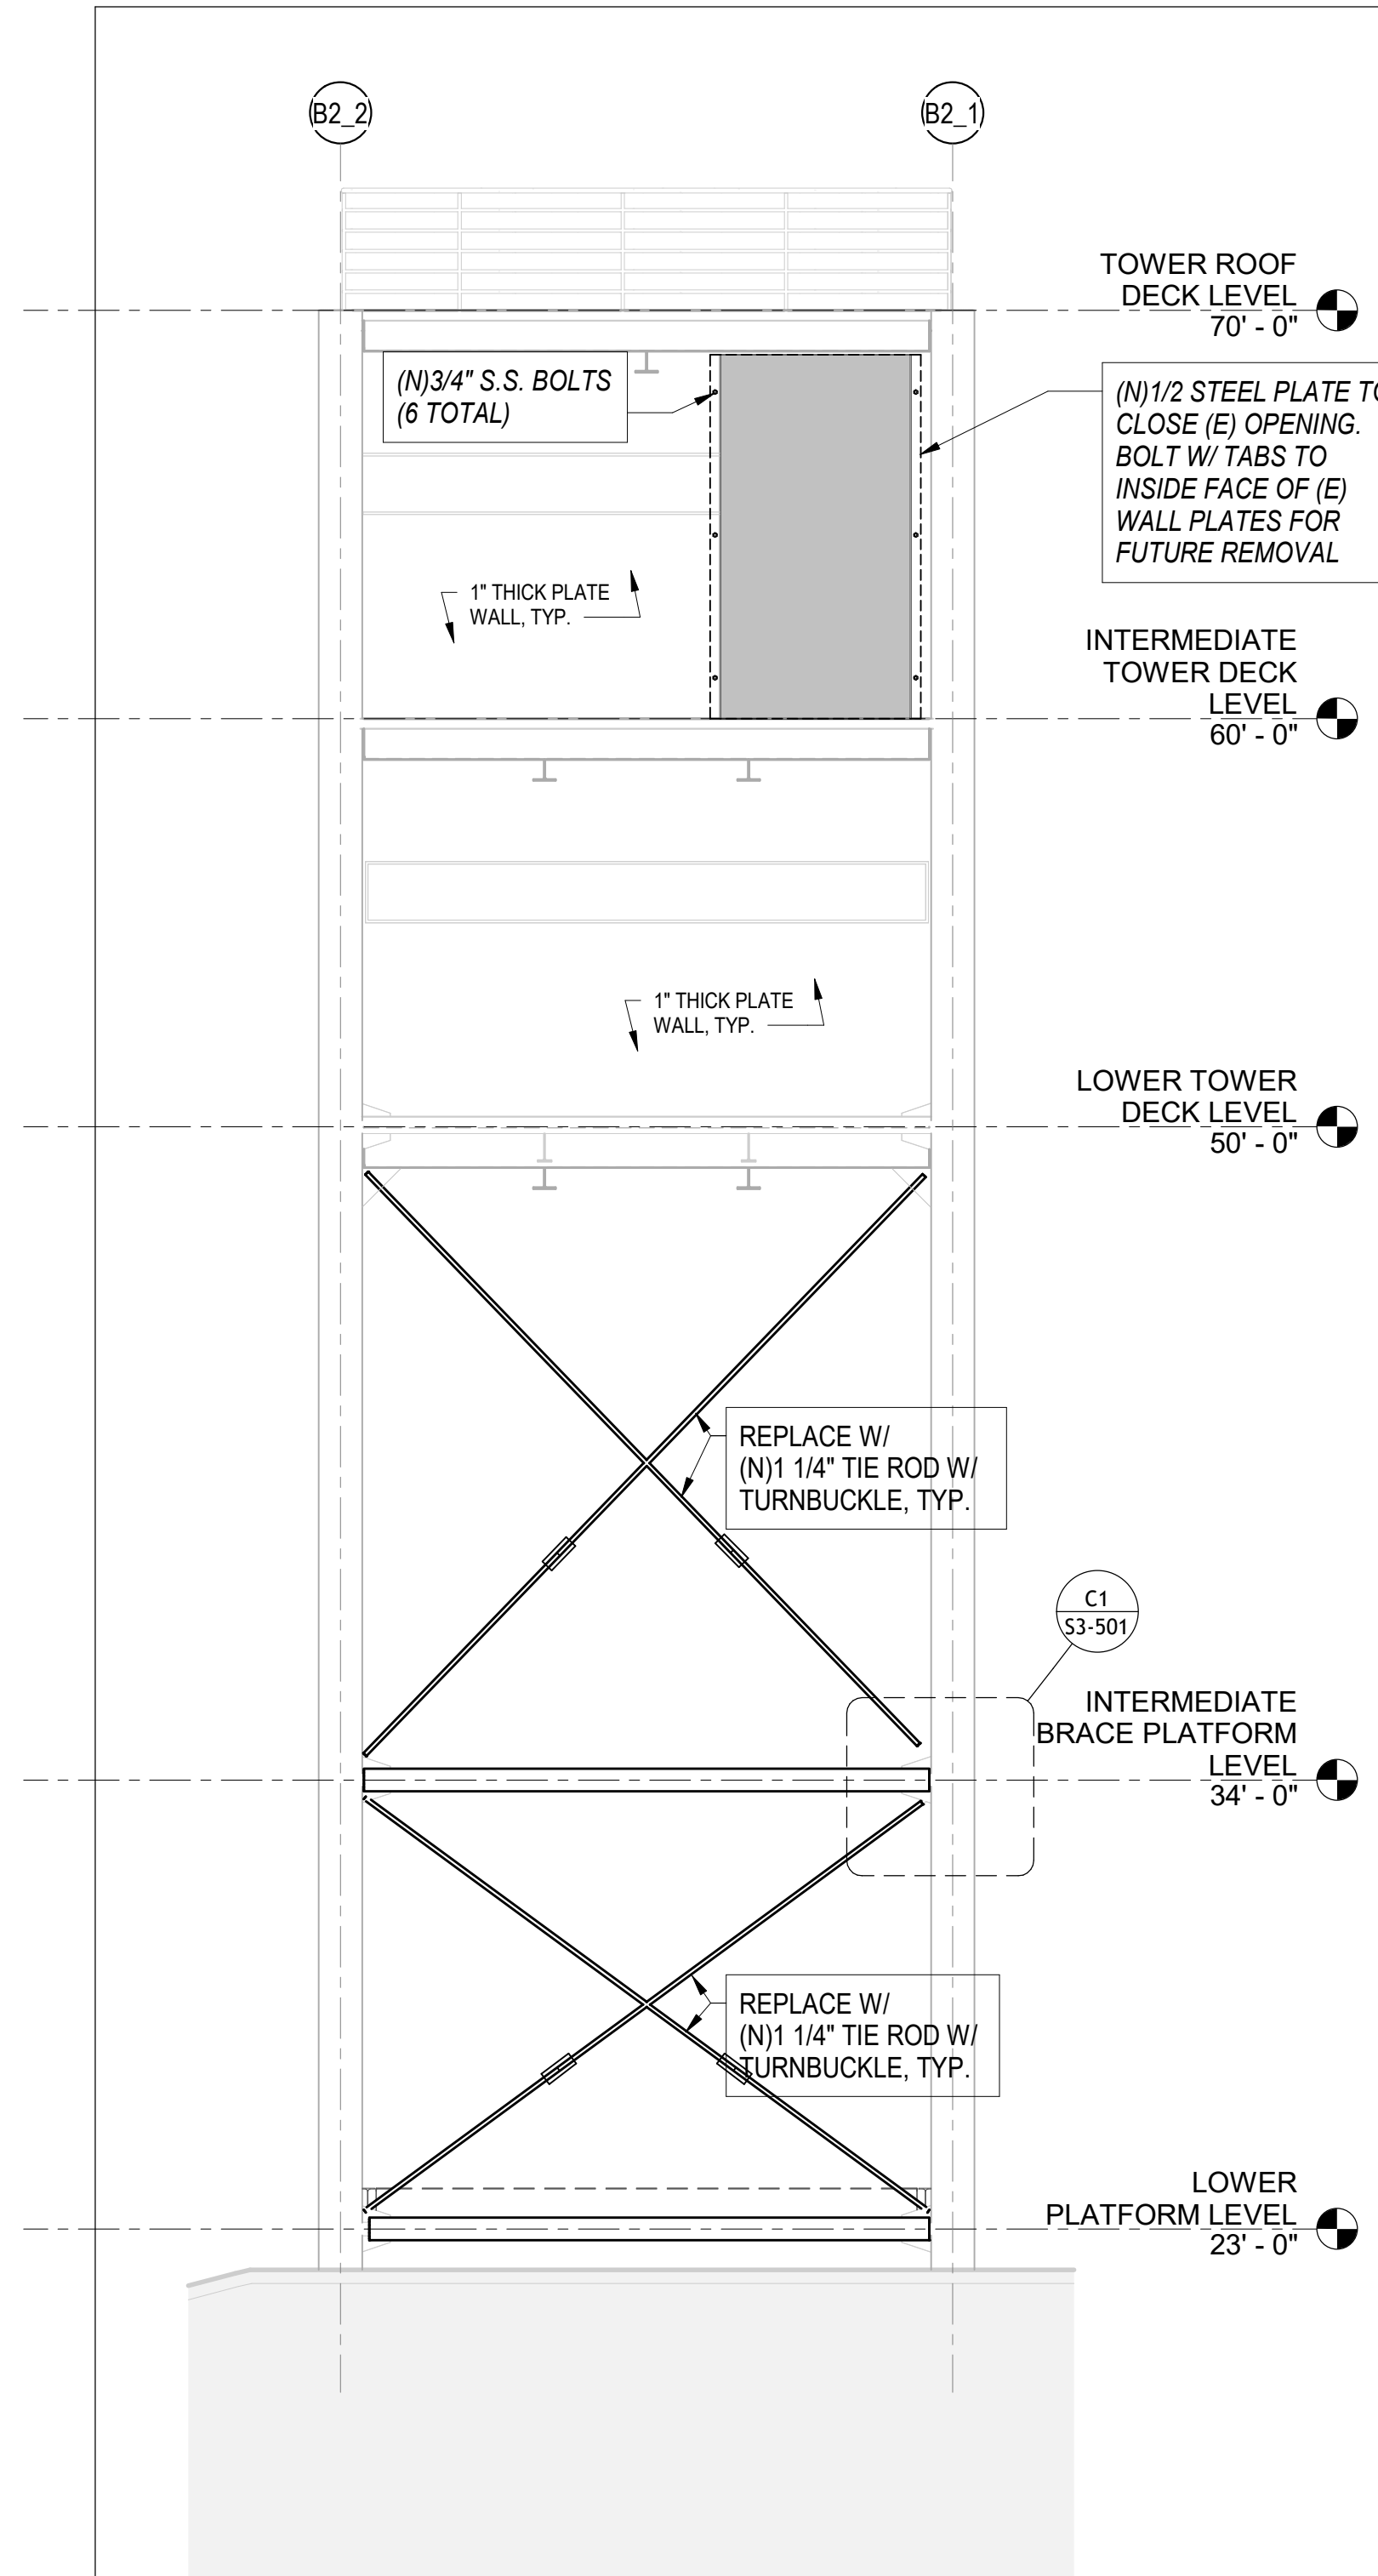 B2_2
B2_1
TOWER ROOF
DECK LEVEL
70' - 0"
(N)3/4" S.S. BOLTS
(6 TOTAL)
(N)1/2 STEEL PLATE TO
CLOSE (E) OPENING.
BOLT W/ TABS TO
INSIDE FACE OF (E)
WALL PLATES FOR
FUTURE REMOVAL
1" THICK PLATE
WALL, TYP.
INTERMEDIATE
TOWER DECK
LEVEL
60' - 0"
1" THICK PLATE
WALL, TYP.
LOWER TOWER
DECK LEVEL
50' - 0"
REPLACE W/
(N)1 1/4" TIE ROD W/
TURNBUCKLE, TYP.
C1
S3-501
INTERMEDIATE
BRACE PLATFORM
LEVEL
34' - 0"
REPLACE W/
(N)1 1/4" TIE ROD W/
TURNBUCKLE, TYP.
LOWER
PLATFORM LEVEL
23' - 0"